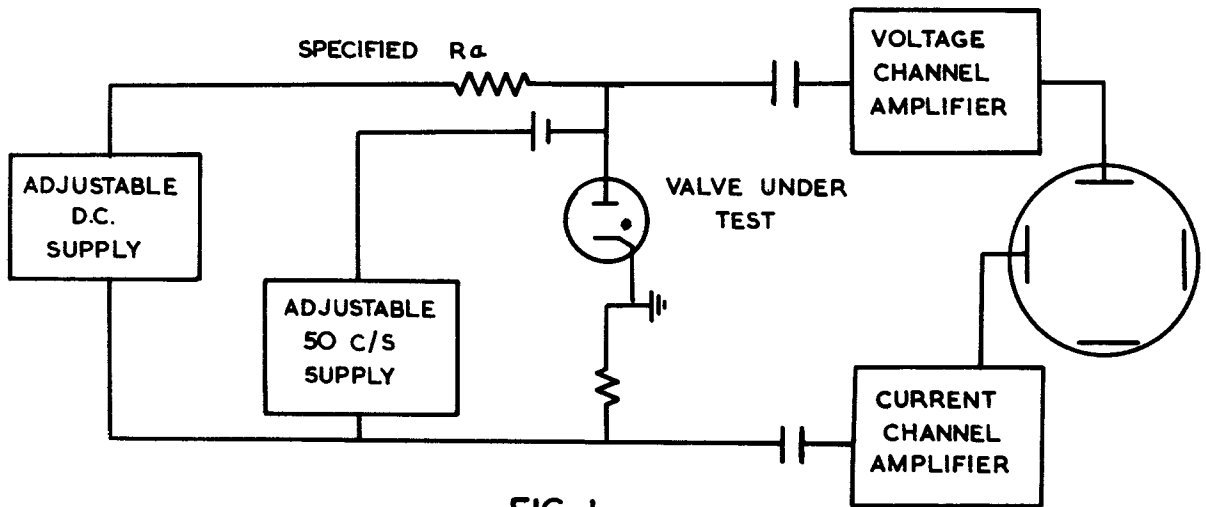 SPECIFIED Ra
VOLTAGE
CHANNEL
AMPLIFIER
ADJUSTABLE
D.C.
SUPPLY
VALVE UNDER
TEST
ADJUSTABLE
50 C/S
SUPPLY
CURRENT
CHANNEL
AMPLIFIER